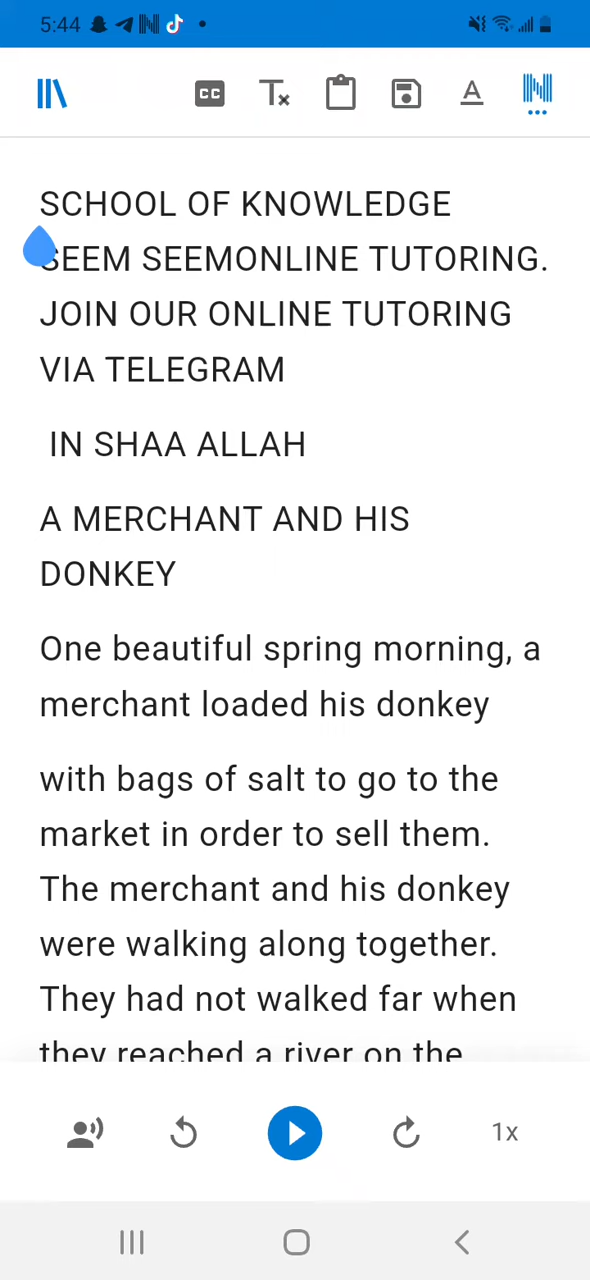 5:44
CC
SCHOOL OF KNOWLEDGE
SEEM SEEMONLINE TUTORING.
JOIN OUR ONLINE TUTORING
VIA TELEGRAM
IN SHAA ALLAH
A MERCHANT AND HIS
DONKEY
One beautiful spring morning, a
merchant loaded his donkey
with bags of salt to go to the
market in order to sell them.
The merchant and his donkey
were walking along together.
They had not walked far when
they reached a river on the
1x